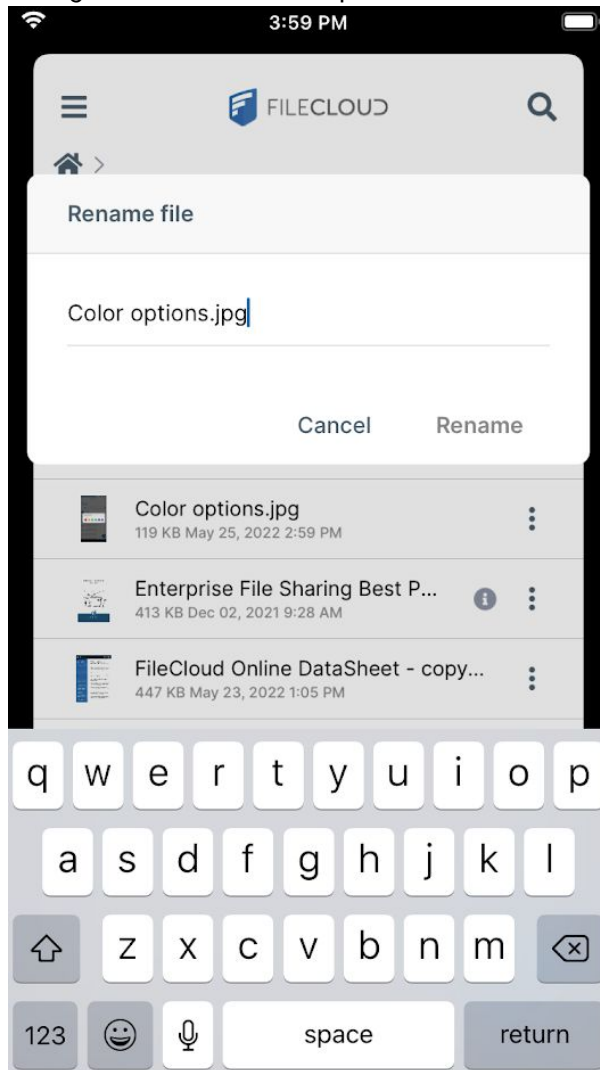 3:59 PM
FILECLOUD
Rename file
Color options.jpg
Cancel Rename
Color options.jpg
119 KB May 25, 2022 2:59 PM
Enterprise File Sharing Best P...
413 KB Dec 02, 2021 9:28 AM
FileCloud Online DataSheet - copy...
447 KB May 23, 2022 1:05 PM
q w e r t y u i o p
a s d f g h j k l
z x c v b n m
123 space return